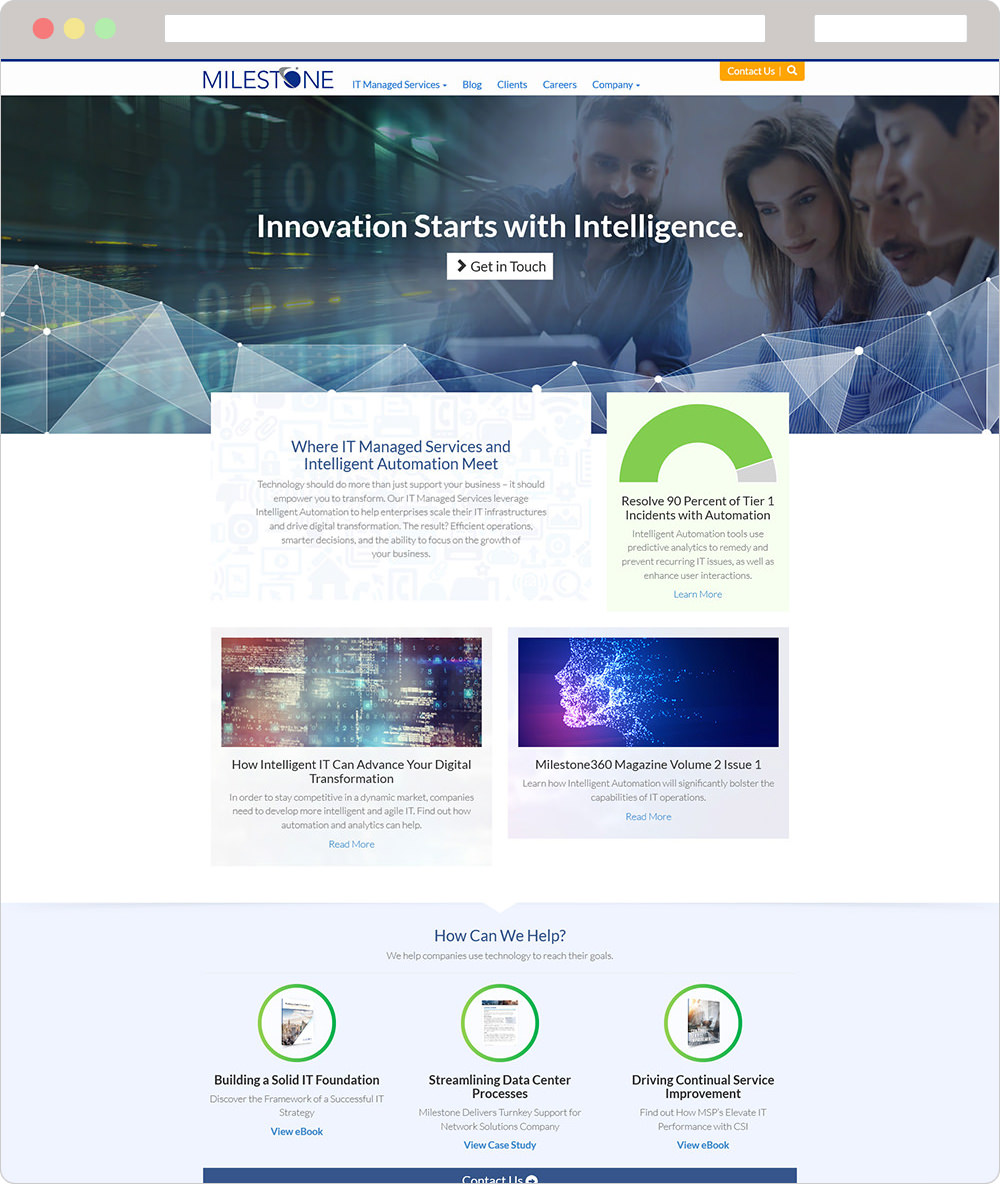 MILESTONE
IT Managed Services
Blog
Clients
Careers
Company
Contact Us |
Innovation Starts with Intelligence.
Get in Touch
Where IT Managed Services and
Intelligent Automation Meet
Technology should do more than just support your business – it should
empower you to transform. Our IT Managed Services leverage
Intelligent Automation to help enterprises scale their IT infrastructures
and drive digital transformation. The result? Efficient operations,
smarter decisions, and the ability to focus on the growth of
your business.
Resolve 90 Percent of Tier 1
Incidents with Automation
Intelligent Automation tools use
predictive analytics to remedy and
prevent recurring IT issues, as well as
enhance user interactions.
Learn More
How Intelligent IT Can Advance Your Digital
Transformation
In order to stay competitive in a dynamic market, companies
need to develop more intelligent and agile IT. Find out how
automation and analytics can help.
Read More
Milestone360 Magazine Volume 2 Issue 1
Learn how Intelligent Automation will significantly bolster the
capabilities of IT operations.
Read More
How Can We Help?
We help companies use technology to reach their goals.
Building a Solid IT Foundation
Discover the Framework of a Successful IT
Strategy
View eBook
Streamlining Data Center
Processes
Milestone Delivers Turnkey Support for
Network Solutions Company
View Case Study
Driving Continual Service
Improvement
Find out How MSP's Elevate IT
Performance with CSI
View eBook
Contact Us